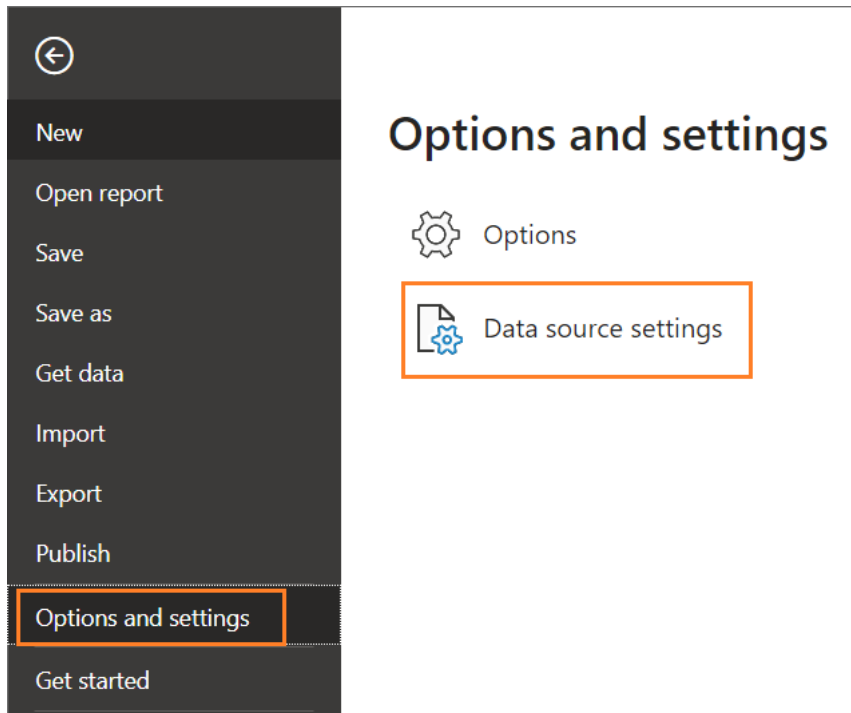 New
Open report
Save
Save as
Get data
Import
Export
Publish
Options and settings
Get started
Options and settings
Options
Data source settings